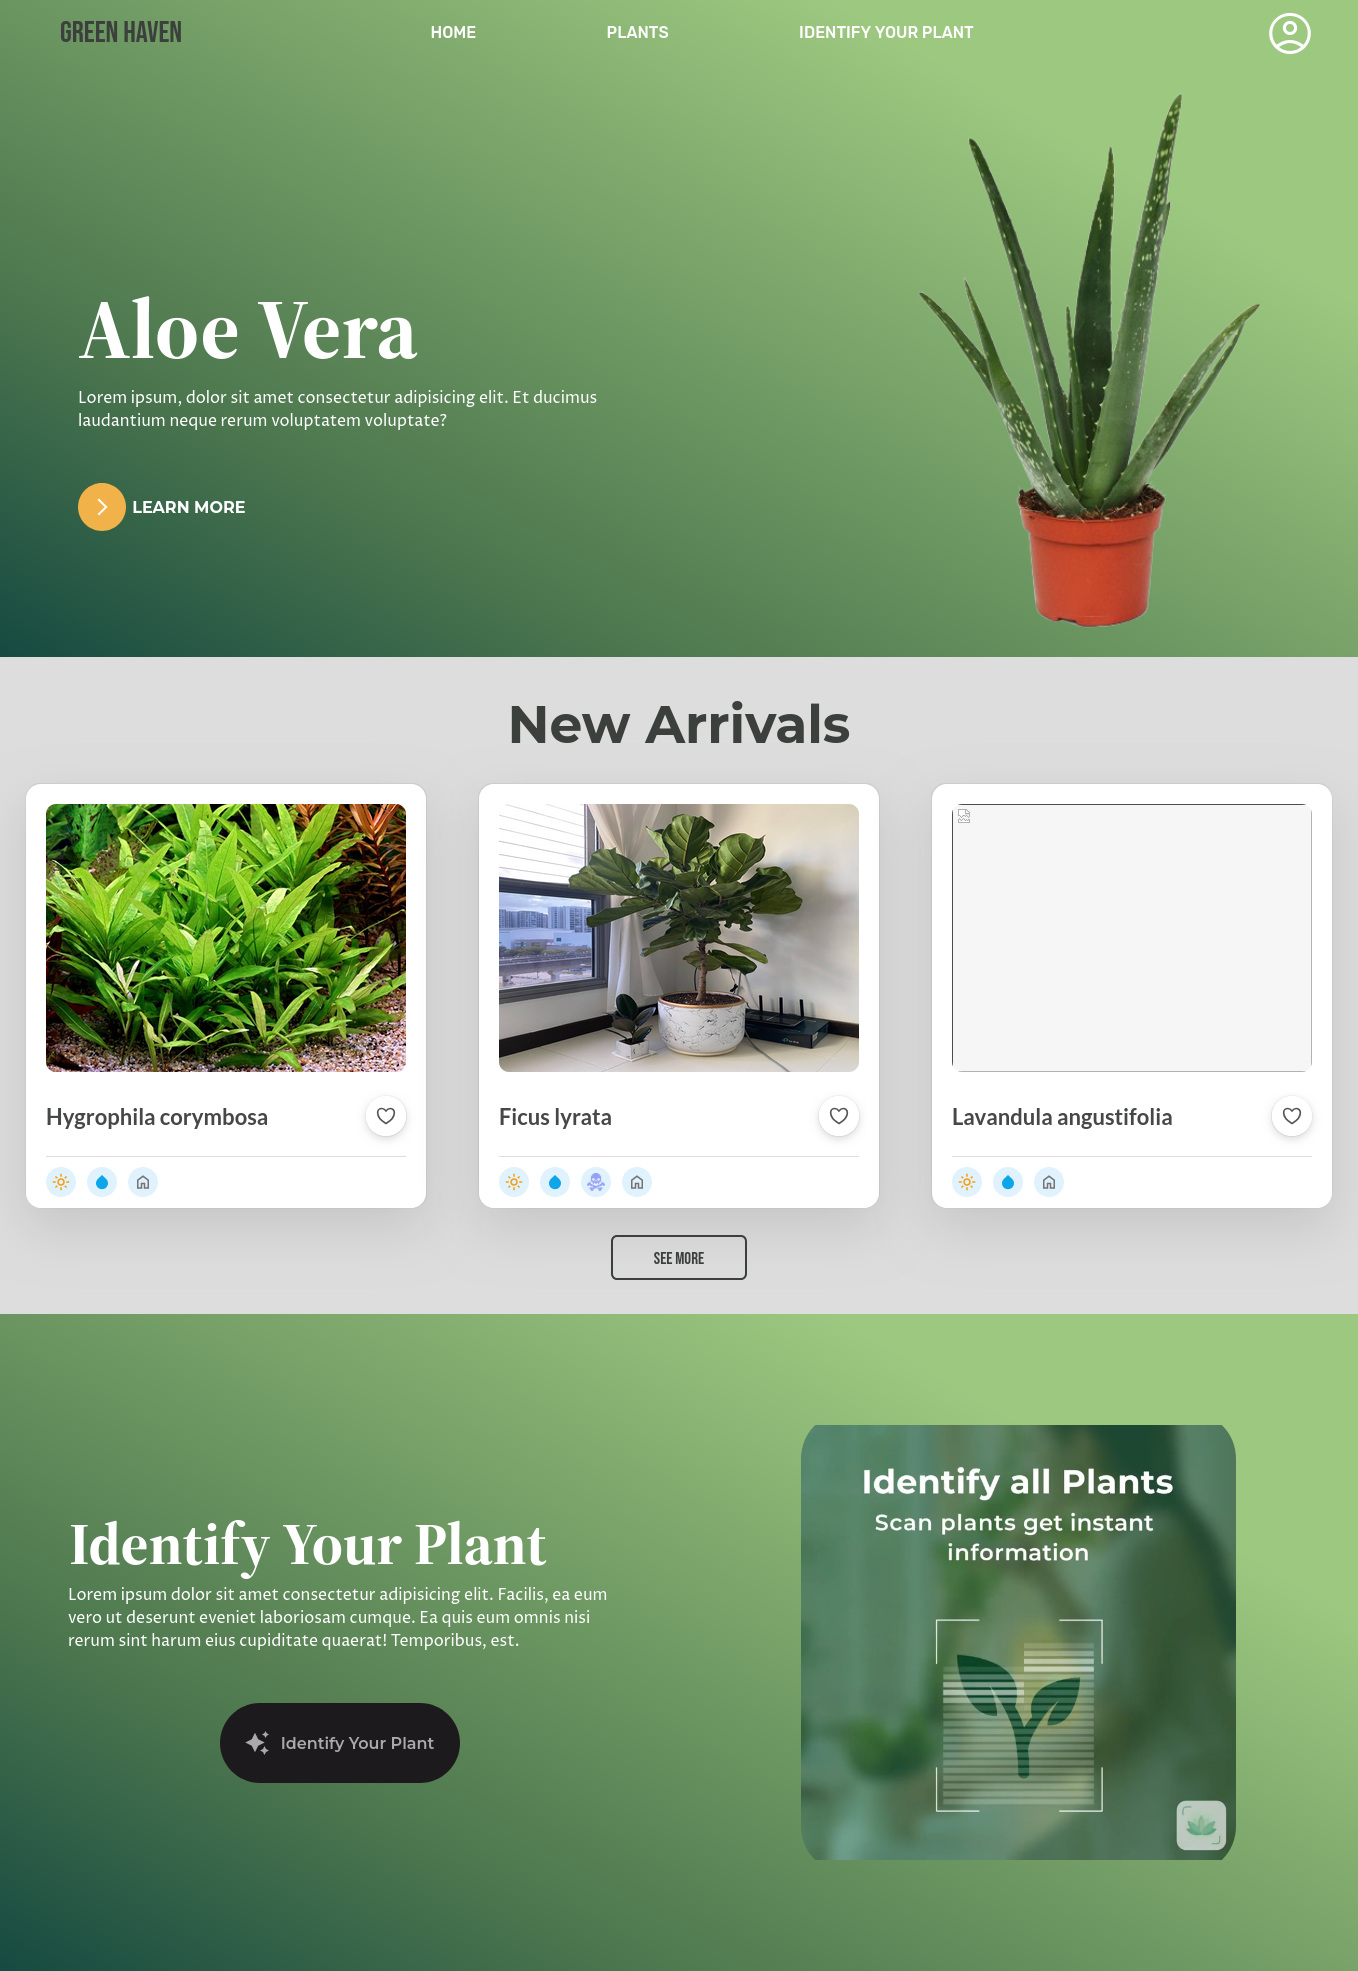 GREEN HAVEN
HOME
PLANTS
IDENTIFY YOUR PLANT
Aloe Vera
Lorem ipsum, dolor sit amet consectetur adipisicing elit. Et ducimus
laudantium neque rerum voluptatem voluptate?
LEARN MORE
New Arrivals
Hygrophila corymbosa
Ficus lyrata
Lavandula angustifolia
SEE MORE
Identify Your Plant
Lorem ipsum dolor sit amet consectetur adipisicing elit. Facilis, ea eum
vero ut deserunt eveniet laboriosam cumque. Ea quis eum omnis nisi
rerum sint harum eius cupiditate quaerat! Temporibus, est.
Identify Your Plant
Identify all Plants
Scan plants get instant
information